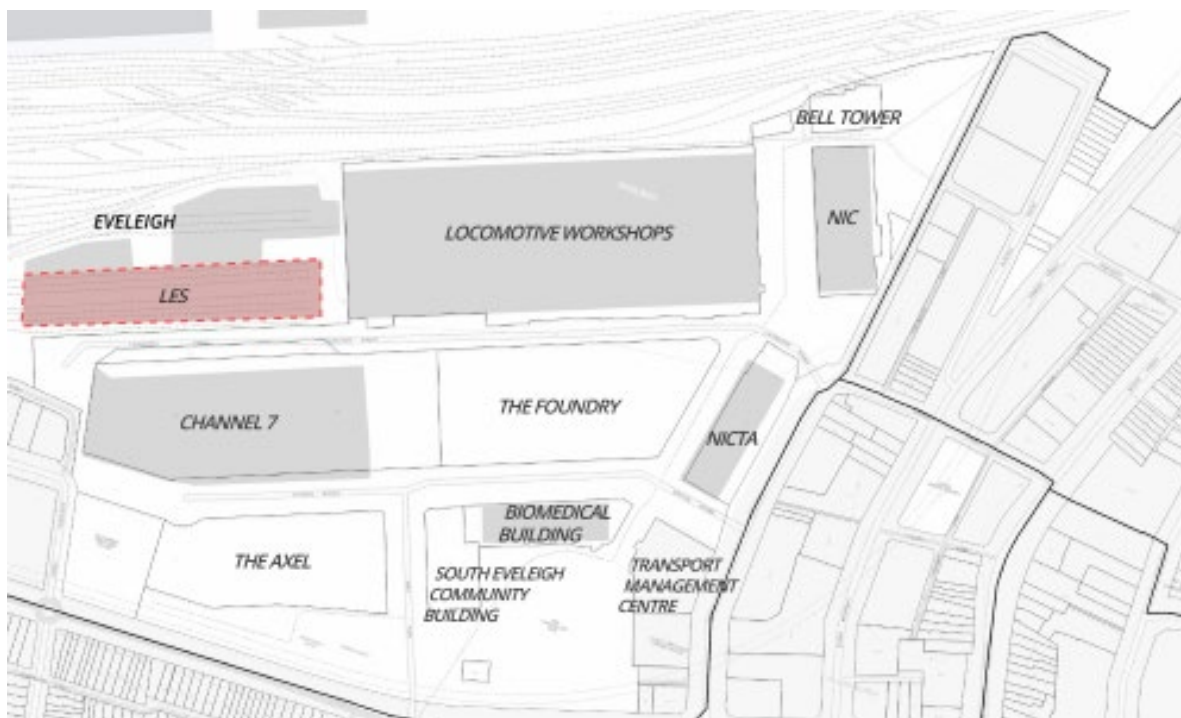 BELL TOWER
EVELEIGH
LOCOMOTIVE WORKSHOPS
NIC
LES
CHANNEL 7
THE FOUNDRY
NICTA
BIOMEDICAL
BUILDING
THE AXEL
SOUTH EVELEIGH
COMMUNITY
BUILDING
TRANSPORT
MANAGEMENT
CENTRE